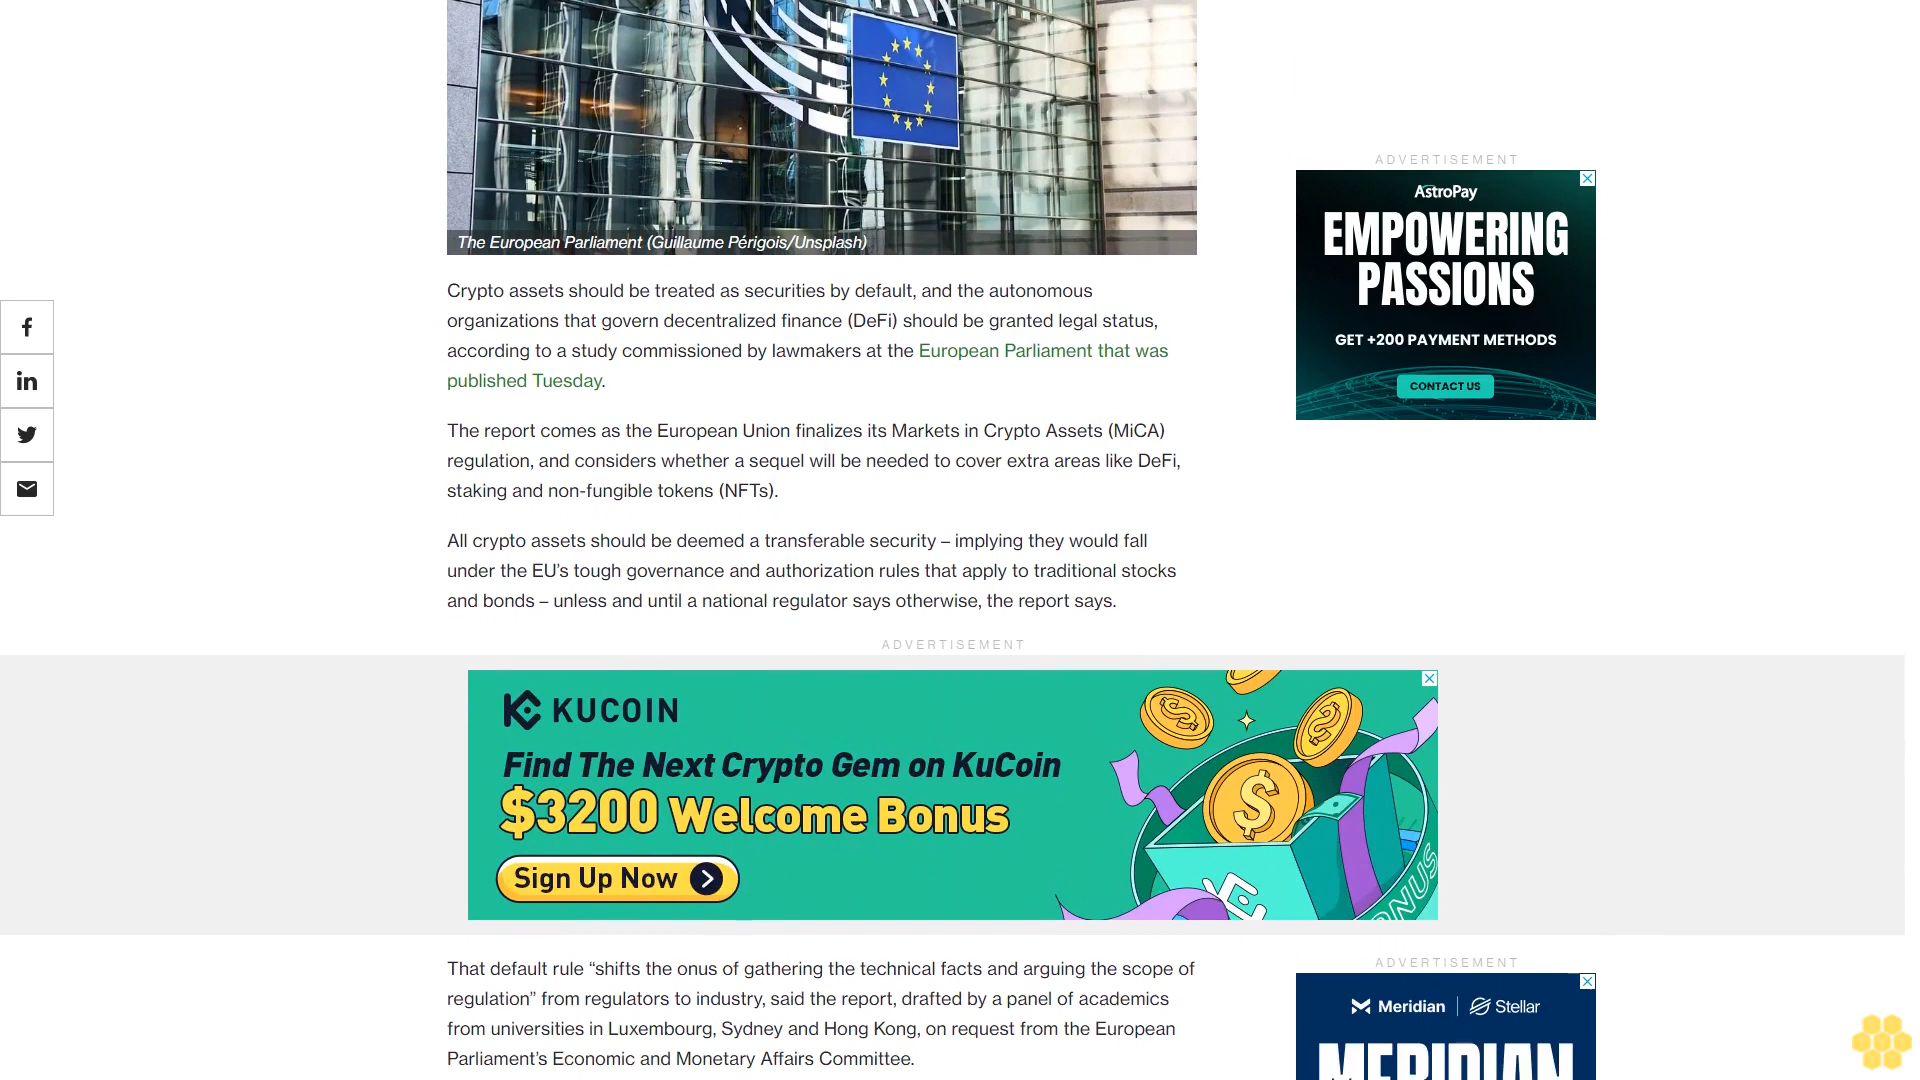 The European Parliament (Guillaume Périgois/Unsplash)
Crypto assets should be treated as securities by default, and the autonomous
organizations that govern decentralized finance (DeFi) should be granted legal status,
according to a study commissioned by lawmakers at the European Parliament that was
published Tuesday.
The report comes as the European Union finalizes its Markets in Crypto Assets (MiCA)
regulation, and considers whether a sequel will be needed to cover extra areas like DeFi,
staking and non-fungible tokens (NFTs).
All crypto assets should be deemed a transferable security – implying they would fall
under the EU’s tough governance and authorization rules that apply to traditional stocks
and bonds – unless and until a national regulator says otherwise, the report says.
ADVERTISEMENT
AstroPay
EMPOWERING
PASSIONS
GET +200 PAYMENT METHODS
CONTACT US
ADVERTISEMENT
KUCOIN
Find The Next Crypto Gem on KuCoin
$3200 Welcome Bonus
Sign Up Now
BONUS
That default rule “shifts the onus of gathering the technical facts and arguing the scope of
regulation” from regulators to industry, said the report, drafted by a panel of academics
from universities in Luxembourg, Sydney and Hong Kong, on request from the European
Parliament’s Economic and Monetary Affairs Committee.
ADVERTISEMENT
Meridian | Stellar
MERIDIAN